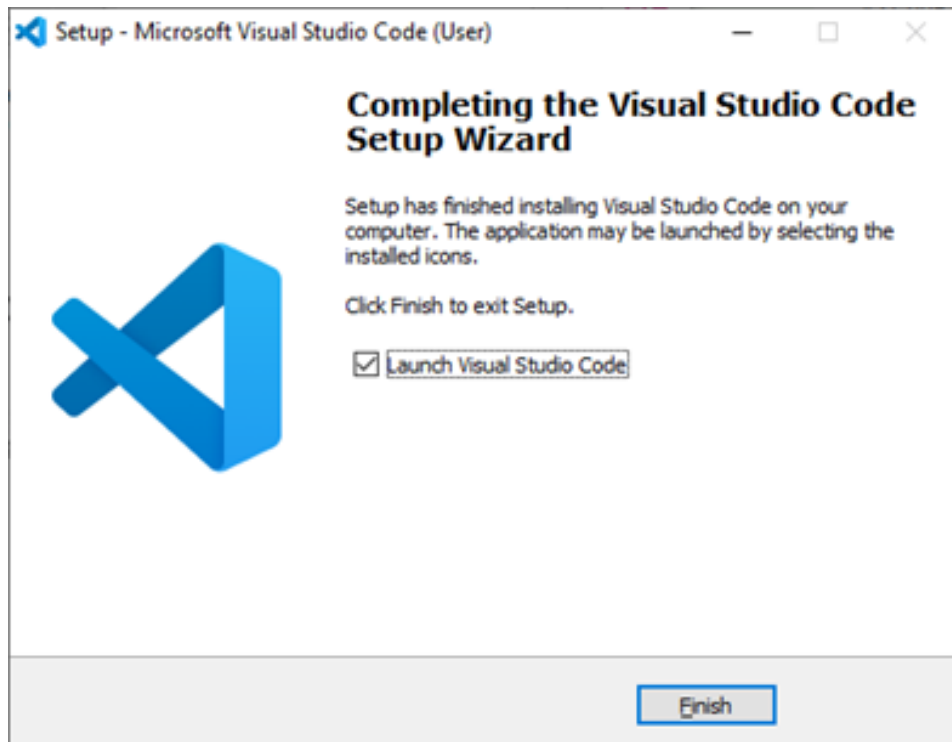 Setup - Microsoft Visual Studio Code (User)
Completing the Visual Studio Code
Setup Wizard
Setup has finished installing Visual Studio Code on your
computer. The application may be launched by selecting the
installed icons.
Click Finish to exit Setup.
Launch Visual Studio Code
Finish